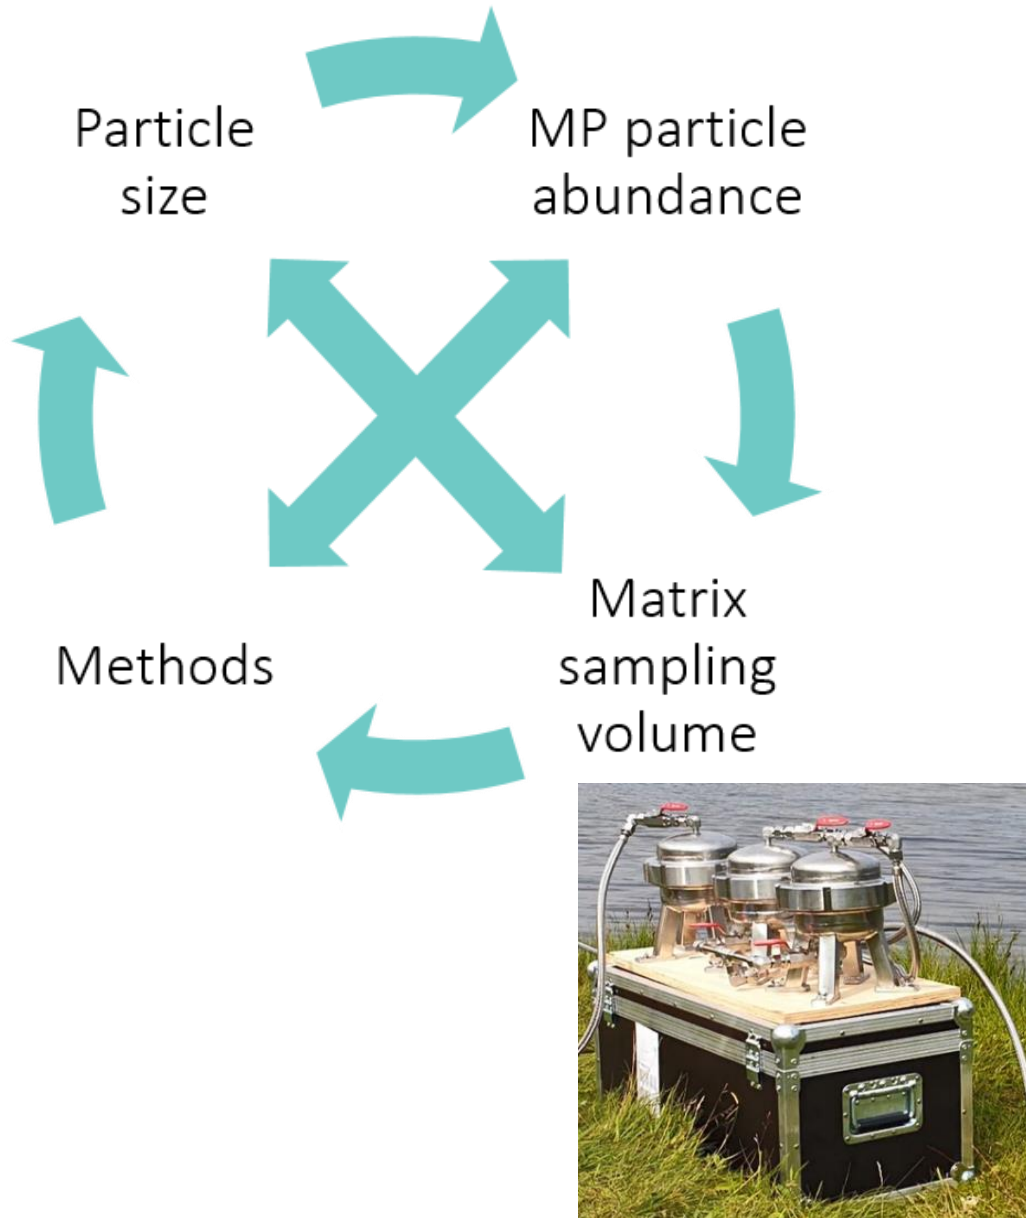 Particle
size
MP particle
abundance
Matrix
sampling
volume
Methods